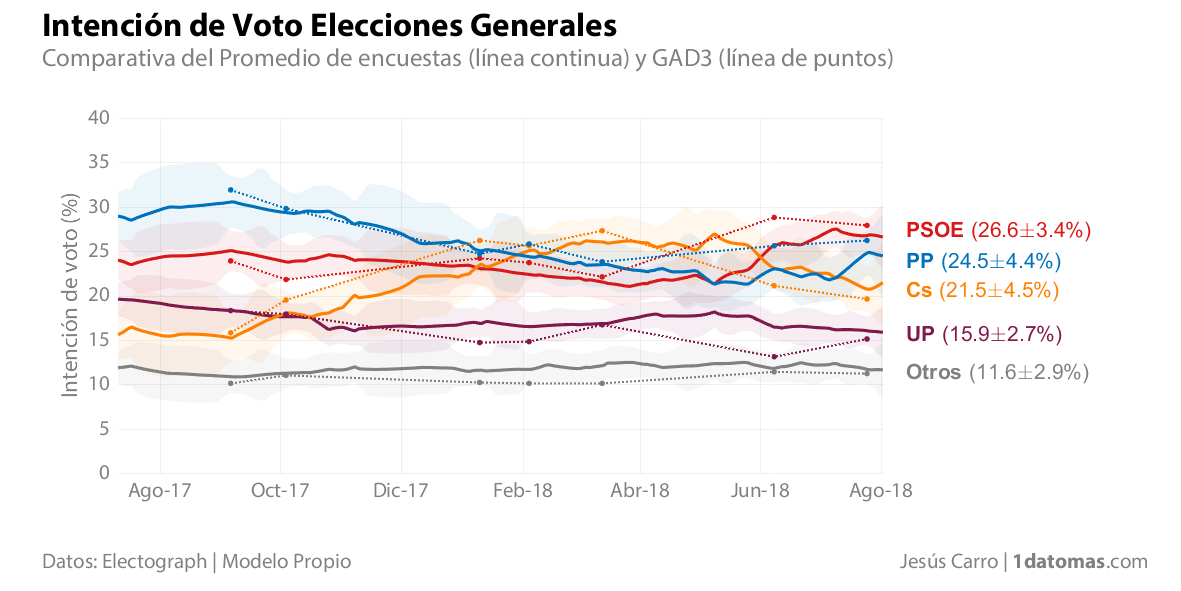 Intención de Voto Elecciones Generales
Comparativa del Promedio de encuestas (línea continua) y GAD3 (línea de puntos)
Intención de voto (%)
40
35
30
25
20
15
10
5
0
Ago-17 Oct-17 Dic-17 Feb-18 Abr-18 Jun-18 Ago-18
PSOE (26.6±3.4%)
PP (24.5±4.4%)
Cs (21.5±4.5%)
UP (15.9±2.7%)
Otros (11.6±2.9%)
Datos: Electograph | Modelo Propio
Jesús Carro | 1datomas.com